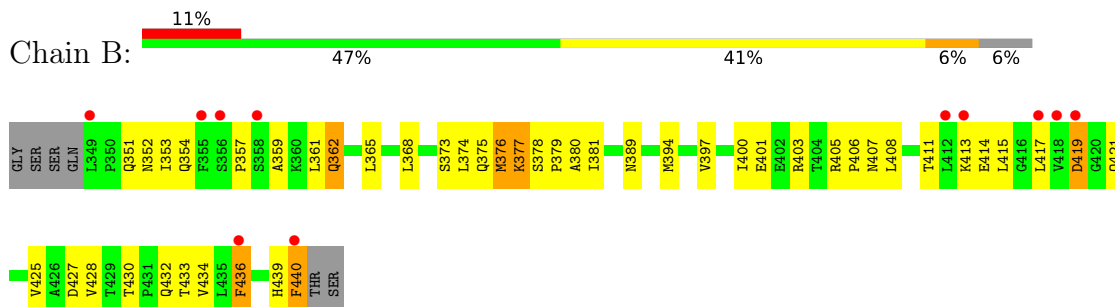 11%
Chain B:
47% 41% 6% 6%
GLY SER SER GLN L349 P350 Q351 N352 I353 Q354 F355 S356 P357 S358 A359 K360 L361 Q362 L365 L368 S373 L374 Q375 M376 K377 S378 P379 A380 I381 N389 M394 V397 I400 E401 E402 R403 T404 R405 P406 N407 L408 T411 L412 K413 E414 L415 G416 L417 V418 D419 G420
V425 A426 D427 V428 T429 T430 P431 Q432 T433 V434 L435 F436 H439 F440 THR SER